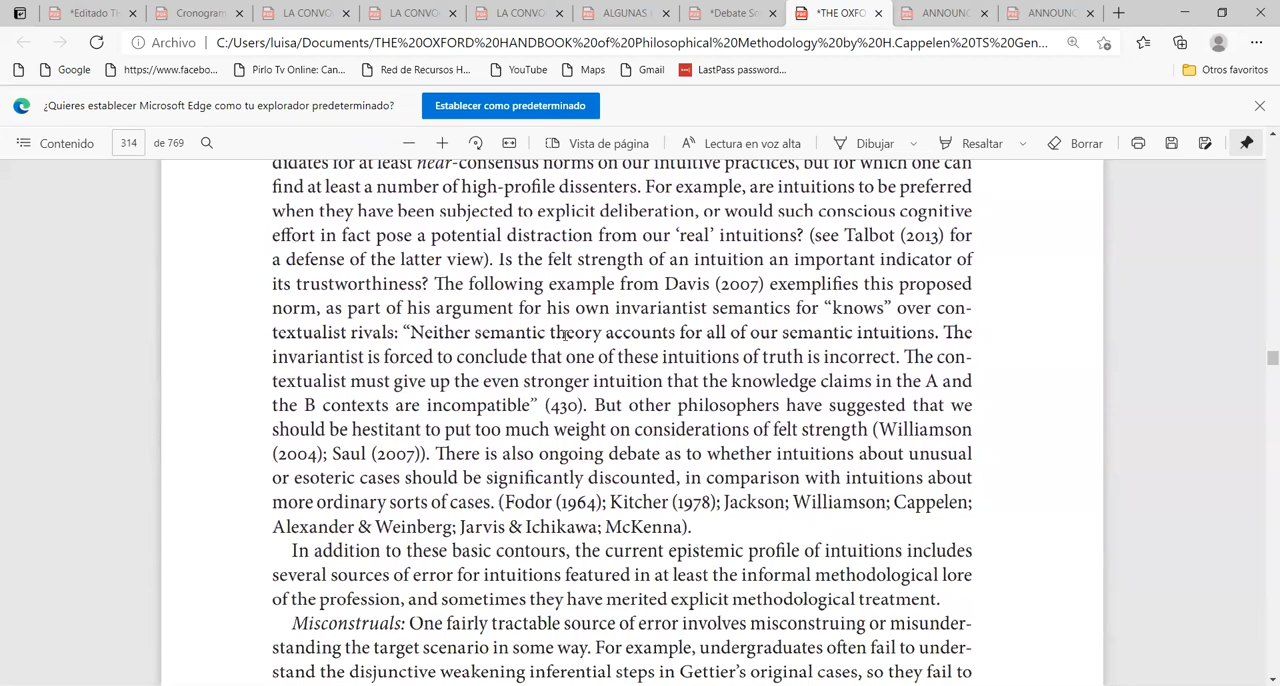 *Editado TH
Cronogram
LA CONVO
LA CONVO
LA CONVO
ALGUNAS
*Debate So
*THE OXFO
ANNOUNC
ANNOUNC
Archivo | C:/Users/luisa/Documents/THE%20OXFORD%20HANDBOOK%20of%20Philosophical%20Methodology%20by%20H.Cappelen%20TS%20Gen...
Google
https://www.facebo...
Pirlo Tv Online: Can...
Red de Recursos H...
YouTube
Maps
Gmail
LastPass password...
Otros favoritos
¿Quieres establecer Microsoft Edge como tu explorador predeterminado?
Establecer como predeterminado
Contenido
314
de 769
Vista de página
Lectura en voz alta
Dibujar
Resaltar
Borrar
didates for at least near-consensus norms on our intuitive practices, but for which one can
find at least a number of high-profile dissenters. For example, are intuitions to be preferred
when they have been subjected to explicit deliberation, or would such conscious cognitive
effort in fact pose a potential distraction from our ‘real’ intuitions? (see Talbot (2013) for
a defense of the latter view). Is the felt strength of an intuition an important indicator of
its trustworthiness? The following example from Davis (2007) exemplifies this proposed
norm, as part of his argument for his own invariantist semantics for “knows” over con-
textualist rivals: “Neither semantic theory accounts for all of our semantic intuitions. The
invariantist is forced to conclude that one of these intuitions of truth is incorrect. The con-
textualist must give up the even stronger intuition that the knowledge claims in the A and
the B contexts are incompatible” (430). But other philosophers have suggested that we
should be hestitant to put too much weight on considerations of felt strength (Williamson
(2004); Saul (2007)). There is also ongoing debate as to whether intuitions about unusual
or esoteric cases should be significantly discounted, in comparison with intuitions about
more ordinary sorts of cases. (Fodor (1964); Kitcher (1978); Jackson; Williamson; Cappelen;
Alexander & Weinberg; Jarvis & Ichikawa; McKenna).
In addition to these basic contours, the current epistemic profile of intuitions includes
several sources of error for intuitions featured in at least the informal methodological lore
of the profession, and sometimes they have merited explicit methodological treatment.
Misconstruals: One fairly tractable source of error involves misconstruing or misunder-
standing the target scenario in some way. For example, undergraduates often fail to under-
stand the disjunctive weakening inferential steps in Gettier’s original cases, so they fail to